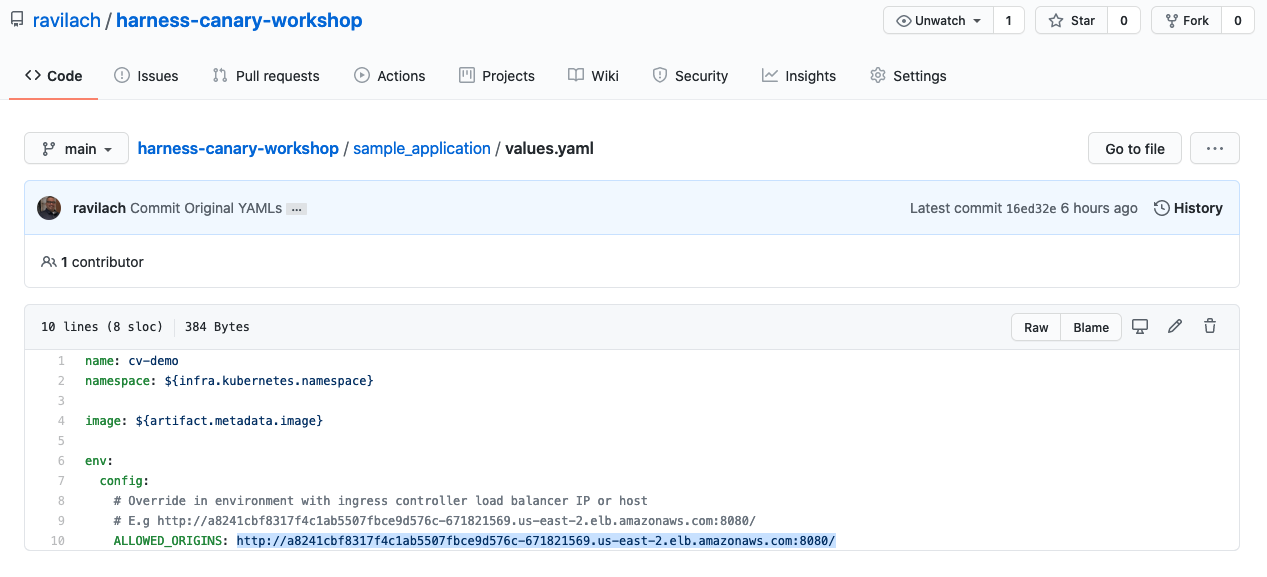 ravilach / harness-canary-workshop
Unwatch 1 Star 0 Fork 0
Code Issues Pull requests Actions Projects Wiki Security Insights Settings
main harness-canary-workshop / sample_application / values.yaml Go to file ...
ravilach Commit Original YAMLs ... Latest commit 16ed32e 6 hours ago History
1 contributor
10 lines (8 sloc) 384 Bytes Raw Blame
1 name: cv-demo
2 namespace: ${infra.kubernetes.namespace}
3
4 image: ${artifact.metadata.image}
5
6 env:
7 config:
8 # Override in environment with ingress controller load balancer IP or host
9 # E.g http://a8241cbf8317f4c1ab5507fbce9d576c-671821569.us-east-2.elb.amazonaws.com:8080/
10 ALLOWED_ORIGINS: http://a8241cbf8317f4c1ab5507fbce9d576c-671821569.us-east-2.elb.amazonaws.com:8080/